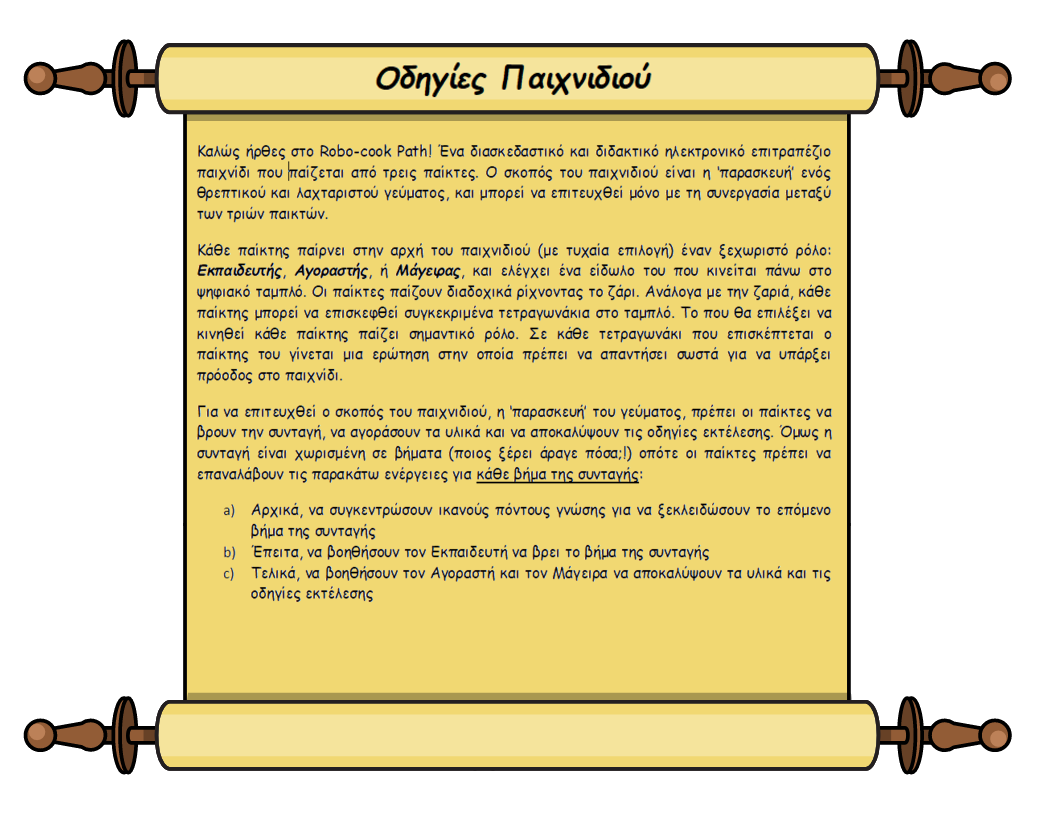 Οδηγίες Παιχνιδιού
Καλώς ήρθες στο Robo-cook Path! Ένα διασκεδαστικό και διδακτικό ηλεκτρονικό επιτραπέζιο
παιχνίδι που παίζεται από τρεις παίκτες. Ο σκοπός του παιχνιδιού είναι η 'παρασκευή' ενός
θρεπτικού και λαχταριστού γεύματος, και μπορεί να επιτευχθεί μόνο με τη συνεργασία μεταξύ
των τριών παικτών.
Κάθε παίκτης παίρνει στην αρχή του παιχνιδιού (με τυχαία επιλογή) έναν ξεχωριστό ρόλο:
Εκπαιδευτής, Αγοραστής, ή Μάγειρας, και ελέγχει ένα είδωλο του που κινείται πάνω στο
ψηφιακό ταμπλό. Οι παίκτες παίζουν διαδοχικά ρίχνοντας το ζάρι. Ανάλογα με την ζαριά, κάθε
παίκτης μπορεί να επισκεφθεί συγκεκριμένα τετραγωνάκια στο ταμπλό. Το που θα επιλέξει να
κινηθεί κάθε παίκτης παίζει σημαντικό ρόλο. Σε κάθε τετραγωνάκι που επισκέπτεται ο
παίκτης του γίνεται μια ερώτηση στην οποία πρέπει να απαντήσει σωστά για να υπάρξει
πρόοδος στο παιχνίδι.
Για να επιτευχθεί ο σκοπός του παιχνιδιού, η 'παρασκευή' του γεύματος, πρέπει οι παίκτες να
βρουν την συνταγή, να αγοράσουν τα υλικά και να αποκαλύψουν τις οδηγίες εκτέλεσης. Όμως η
συνταγή είναι χωρισμένη σε βήματα (ποιος ξέρει άραγε πόσα;!) οπότε οι παίκτες πρέπει να
επαναλάβουν τις παρακάτω ενέργειες για κάθε βήμα της συνταγής:
a) Αρχικά, να συγκεντρώσουν ικανούς πόντους γνώσης για να ξεκλειδώσουν το επόμενο
βήμα της συνταγής
b) Έπειτα, να βοηθήσουν τον Εκπαιδευτή να βρει το βήμα της συνταγής
c) Τελικά, να βοηθήσουν τον Αγοραστή και τον Μάγειρα να αποκαλύψουν τα υλικά και τις
οδηγίες εκτέλεσης